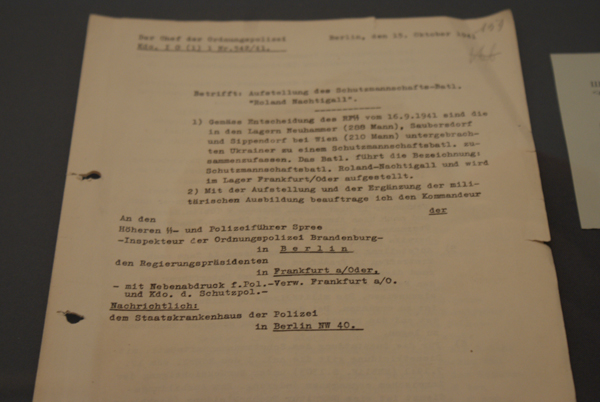 Der Chef der Ordnungspolizei Berlin, den 15. Oktober 1941
Betrifft: Aufstellung des Schutzmannschafts-Batl.
"Roland Nachtigall".
1) Gemäss Entscheidung des RFSS vom 16.9.1941 sind die
in den Lagern Neuhammer (288 Mann), Saubersdorf
und Gippendorf bei Wien (210 Mann) untergebrach-
ten Ukrainer zu einem Schutzmannschaftsbatl. zu-
sammenzufassen. Das Batl. führt die Bezeichnung:
Schutzmannschaftsbatl. Roland-Nachtigall und wird
im Lager Frankfurt/Oder aufgestellt.
2) Mit der Aufstellung und der Ergänzung der mili-
tärischem Ausbildung beauftrage ich den Kommandeur
der
An den
Höheren SS- und Polizeiführer Spree
-Inspekteur der Ordnungspolizei Brandenburg-
in B e r l i n
den Regierungspräsidenten
in Frankfurt a/Oder.
- mit Nebenabdruck f.Pol.-Verw. Frankfurt a/O.
und Kdo. d. Schutzpol.-
Nachrichtlich:
dem Staatskrankenhaus der Polizei
in Berlin NW 40.